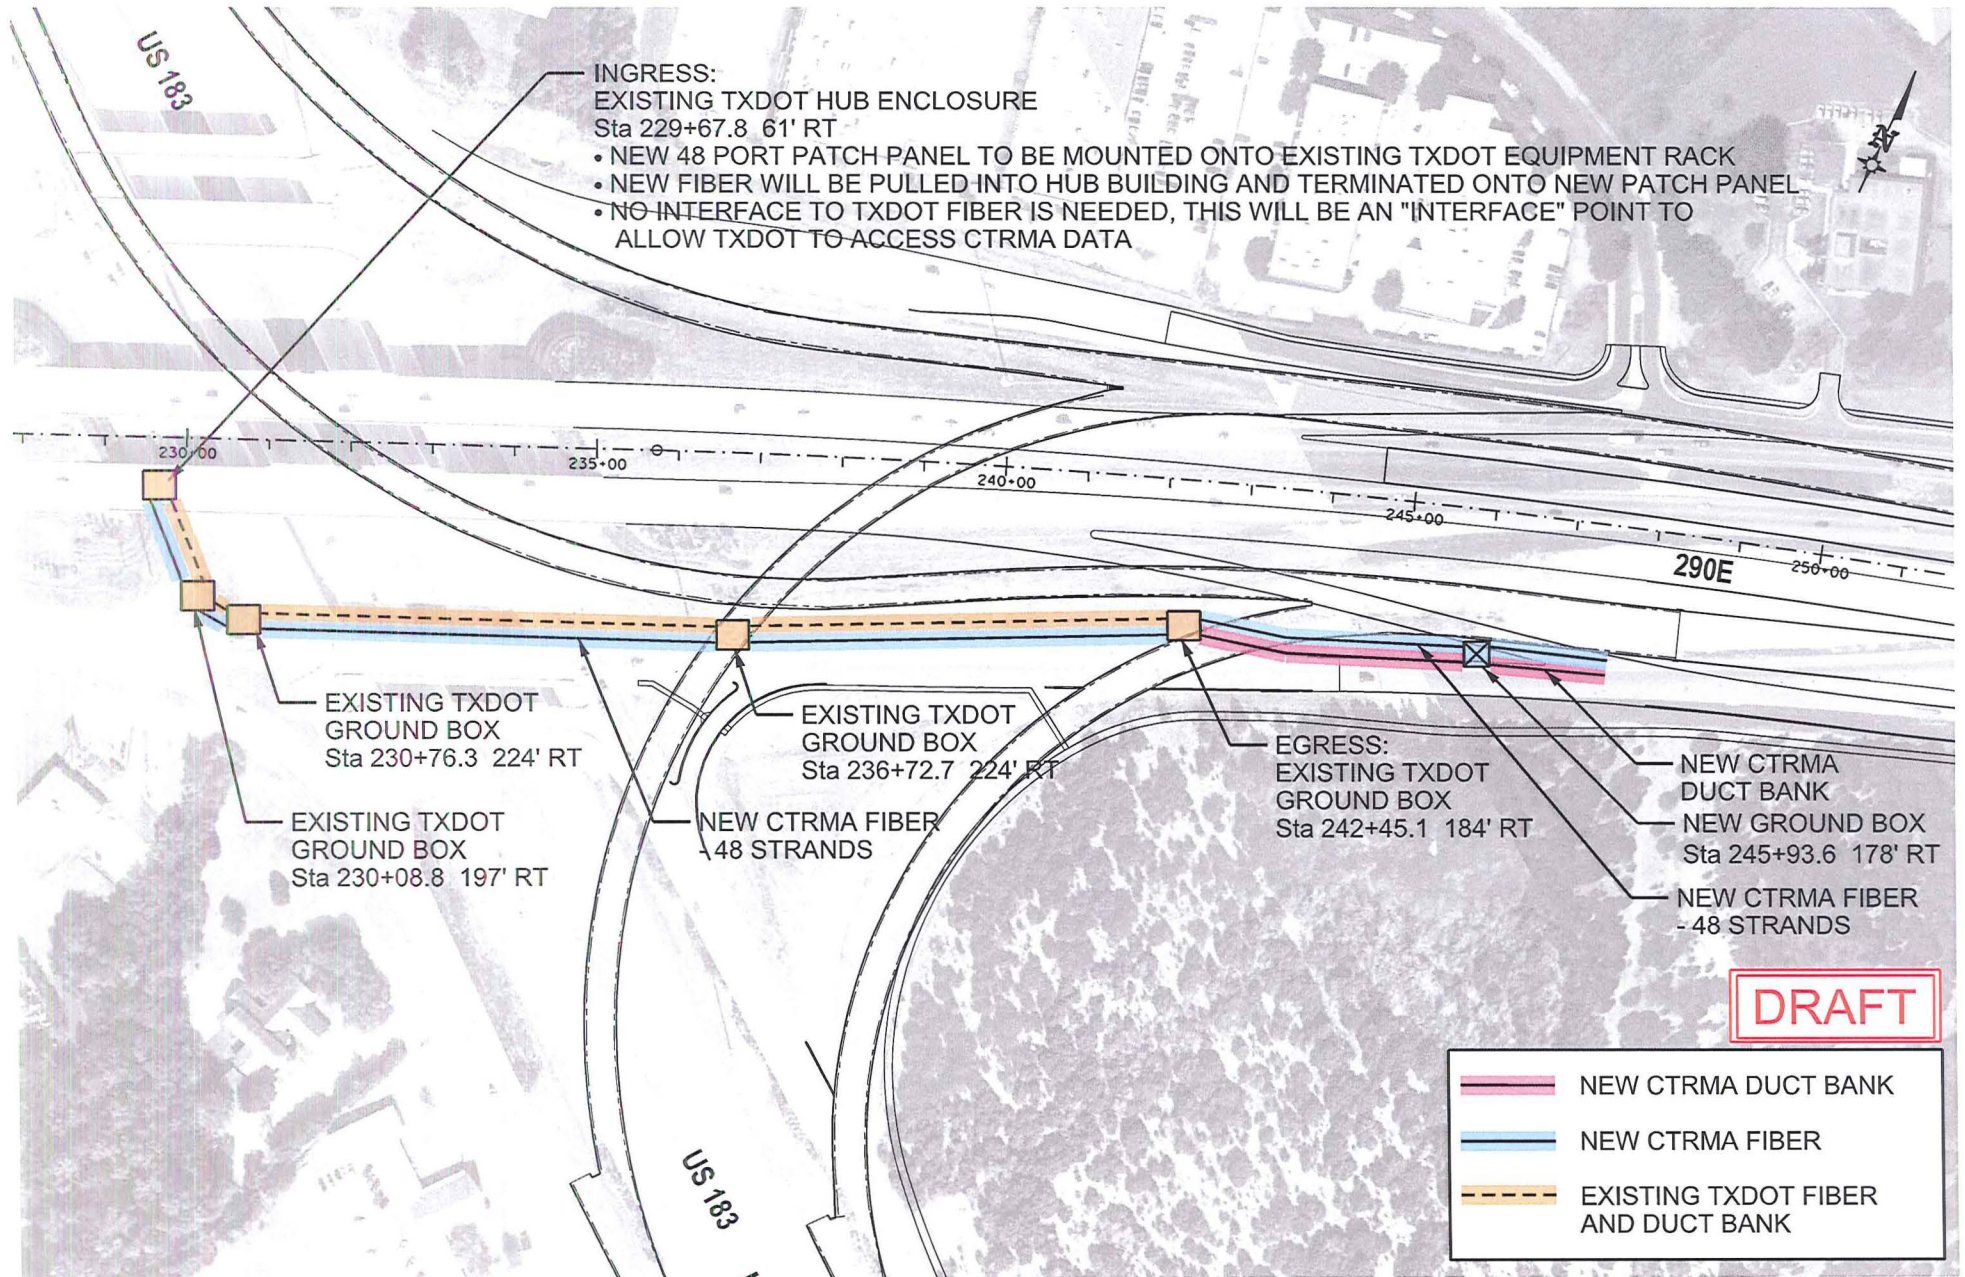 US 183
INGRESS:
EXISTING TXDOT HUB ENCLOSURE
Sta 229+67.8 61' RT
• NEW 48 PORT PATCH PANEL TO BE MOUNTED ONTO EXISTING TXDOT EQUIPMENT RACK
• NEW FIBER WILL BE PULLED INTO HUB BUILDING AND TERMINATED ONTO NEW PATCH PANEL
• NO INTERFACE TO TXDOT FIBER IS NEEDED, THIS WILL BE AN "INTERFACE" POINT TO
ALLOW TXDOT TO ACCESS CTRMA DATA
N
230+00
235+00
240+00
245+00
250+00
290E
EXISTING TXDOT
GROUND BOX
Sta 230+76.3 224' RT
EXISTING TXDOT
GROUND BOX
Sta 230+08.8 197' RT
EXISTING TXDOT
GROUND BOX
Sta 236+72.7 224' RT
NEW CTRMA FIBER
- 48 STRANDS
EGRESS:
EXISTING TXDOT
GROUND BOX
Sta 242+45.1 184' RT
NEW CTRMA
DUCT BANK
NEW GROUND BOX
Sta 245+93.6 178' RT
NEW CTRMA FIBER
- 48 STRANDS
DRAFT
US 183
NEW CTRMA DUCT BANK
NEW CTRMA FIBER
EXISTING TXDOT FIBER
AND DUCT BANK